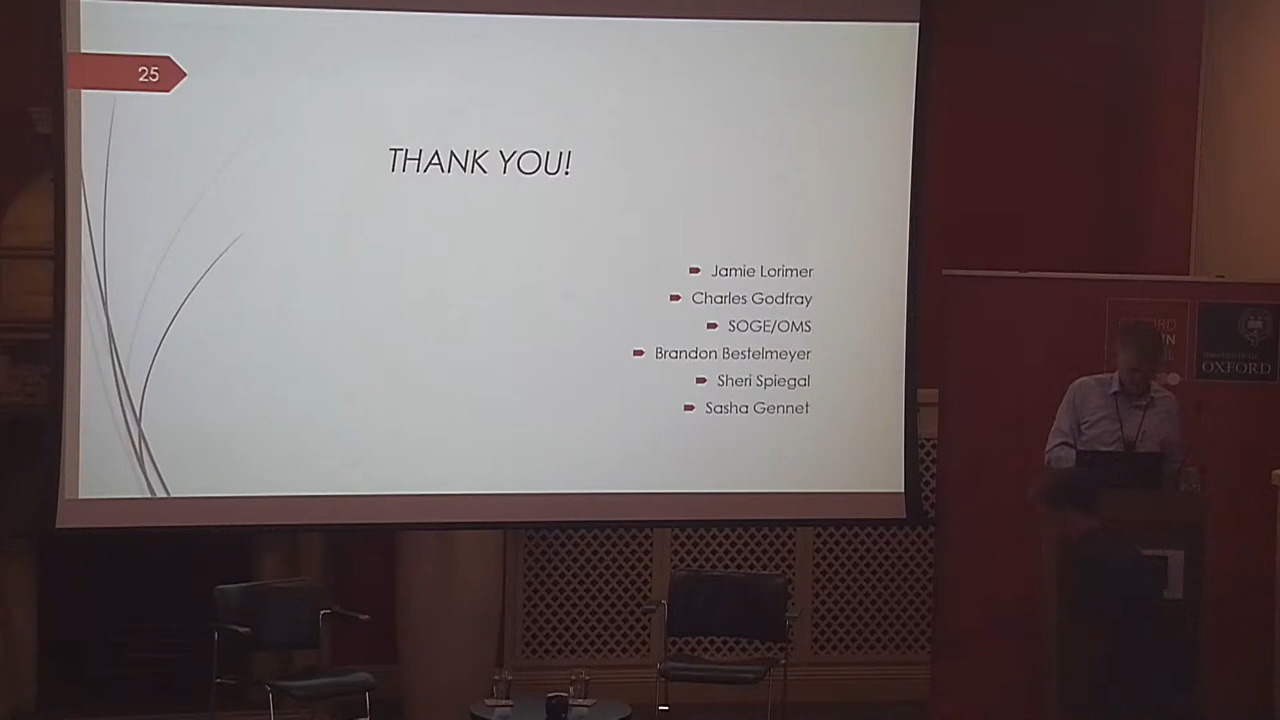 25
THANK YOU!
Jamie Lorimer
Charles Godfray
SOGE/OMS
Brandon Bestelmeyer
Sheri Spiegal
Sasha Gennet
OXFORD